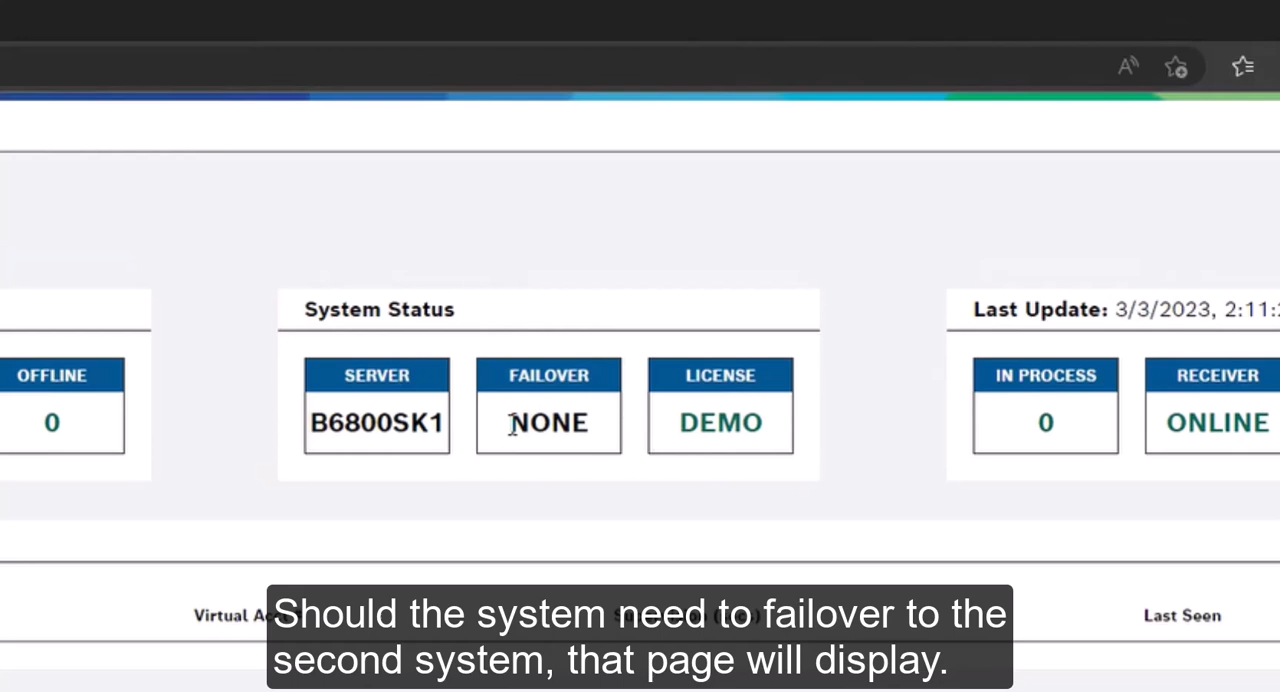 System Status
Last Update: 3/3/2023, 2:11:
OFFLINE
SERVER
FAILOVER
LICENSE
IN PROCESS
RECEIVER
0
B6800SK1
NONE
DEMO
0
ONLINE
Virtual Ac
Last Seen
Should the system need to failover to the
second system, that page will display.